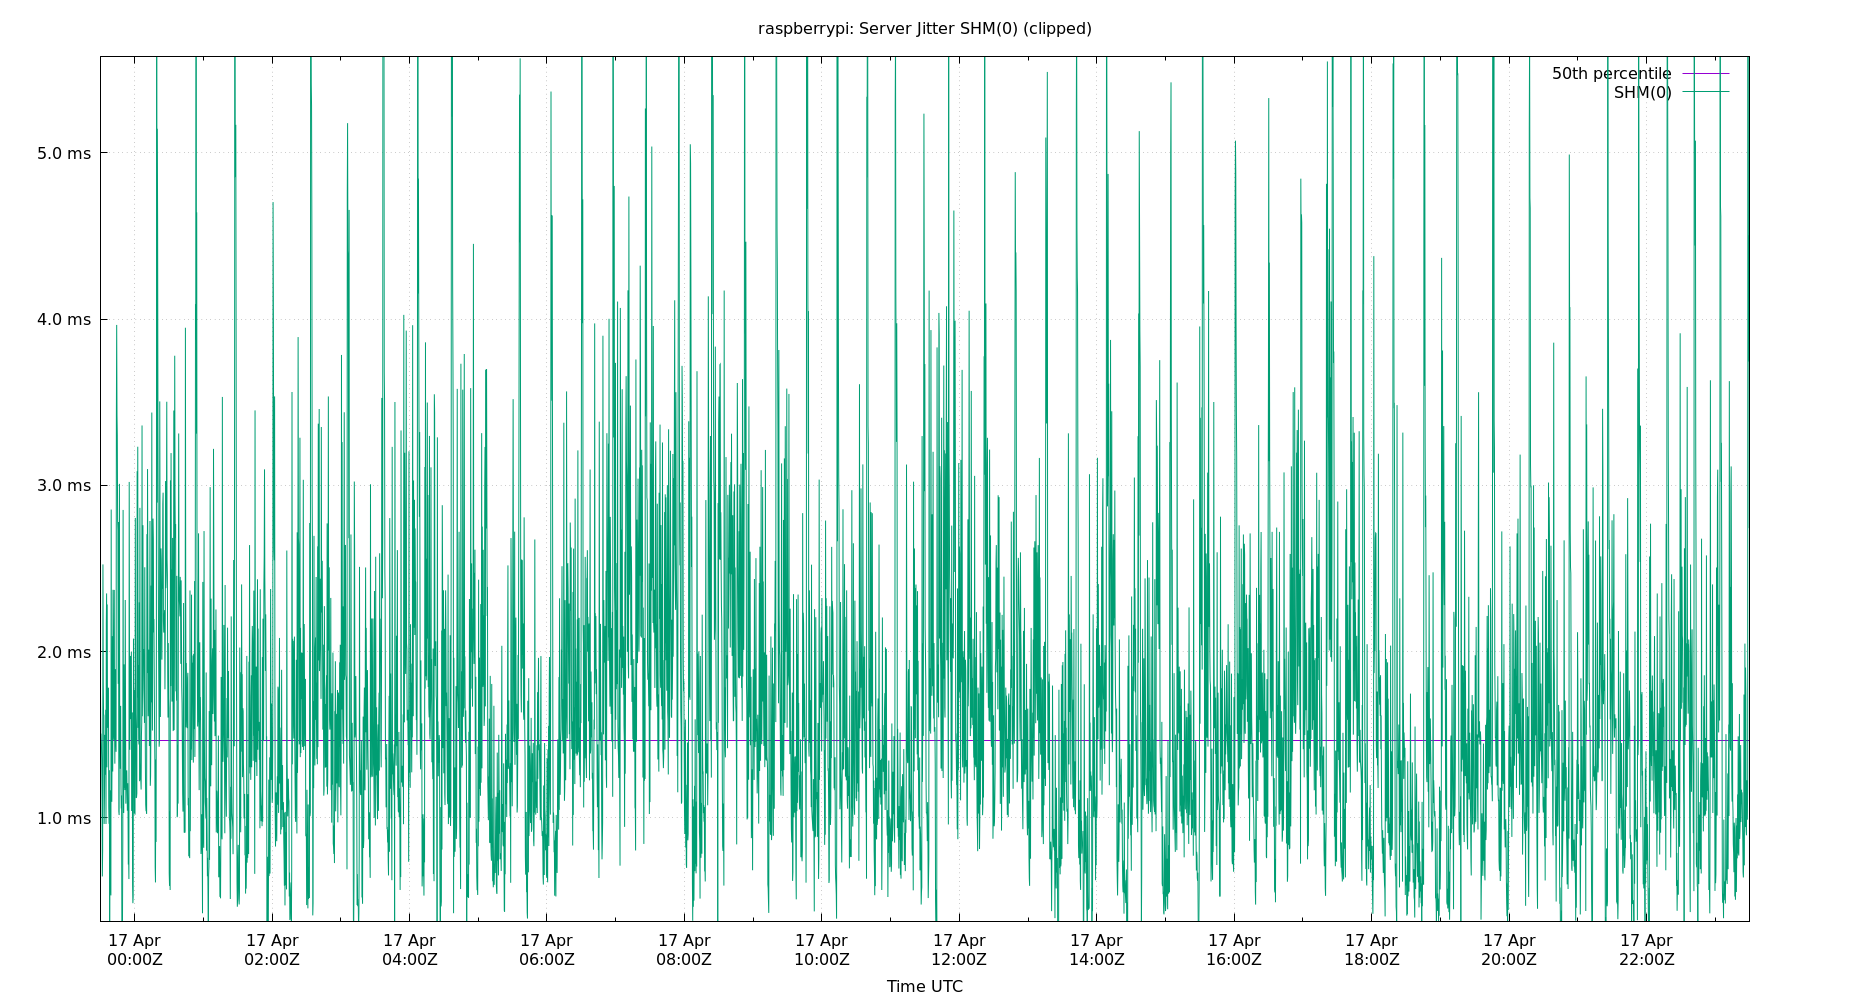 raspberrypi: Server Jitter SHM(0) (clipped)
50th percentile
SHM(0)
5.0 ms
4.0 ms
3.0 ms
2.0 ms
1.0 ms
17 Apr 17 Apr 17 Apr 17 Apr 17 Apr 17 Apr 17 Apr 17 Apr 17 Apr 17 Apr 17 Apr 17 Apr
00:00Z 02:00Z 04:00Z 06:00Z 08:00Z 10:00Z 12:00Z 14:00Z 16:00Z 18:00Z 20:00Z 22:00Z
Time UTC